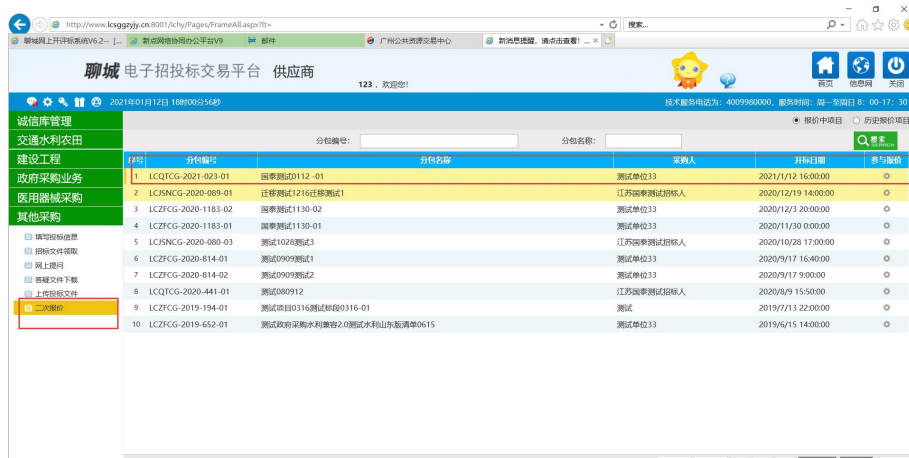 http://www.lcsggzyjy.cn:8001/lchy/Pages/FrameAll.aspx?lt=
搜索...
聊城网上开评标系统V6.2-- [...
新点网络协同办公平台V9
邮件
广州公共资源交易中心
新消息提醒, 请点击查看! ...
聊城 电子招投标交易平台 供应商
123 , 欢迎您!
首页 信息网 关闭
2021年01月12日 18时00分56秒
技术服务电话为: 4009980000, 服务时间: 周一至周日 8: 00-17: 30
诚信库管理
交通水利农田
建设工程
政府采购业务
医用器械采购
其他采购
填写投标信息
招标文件领取
网上提问
答疑文件下载
上传投标文件
二次报价
报价中项目 历史报价项目
分包编号: 分包名称: 搜索
SEARCH
序号 分包编号 分包名称 采购人 开标日期 参与报价
1 LCQTCG-2021-023-01 国泰测试0112 -01 测试单位33 2021/1/12 16:00:00
2 LCJSNCG-2020-089-01 迁移测试1216迁移测试1 江苏国泰测试招标人 2020/12/19 14:00:00
3 LCZFCG-2020-1183-02 国泰测试1130-02 测试单位33 2020/12/3 20:00:00
4 LCZFCG-2020-1183-01 国泰测试1130-01 测试单位33 2020/11/30 0:00:00
5 LCJSNCG-2020-080-03 测试1028测试3 江苏国泰测试招标人 2020/10/28 17:00:00
6 LCZFCG-2020-814-01 测试0909测试1 测试单位33 2020/9/17 16:40:00
7 LCZFCG-2020-814-02 测试0909测试2 测试单位33 2020/9/17 9:00:00
8 LCQTCG-2020-441-01 测试080912 江苏国泰测试招标人 2020/8/9 15:50:00
9 LCZFCG-2019-194-01 测试项目0316测试标段0316-01 测试 2019/7/13 22:00:00
10 LCZFCG-2019-652-01 测试政府采购水利兼容2.0测试水利山东版清单0615 测试单位33 2019/6/15 14:00:00